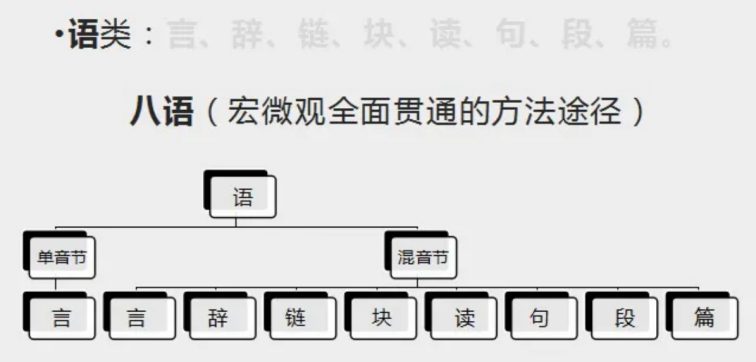 •语类：言、辞、链、块、读、句、段、篇。
八语（宏微观全面贯通的方法途径）
语
单音节 混音节
言 言 辞 链 块 读 句 段 篇